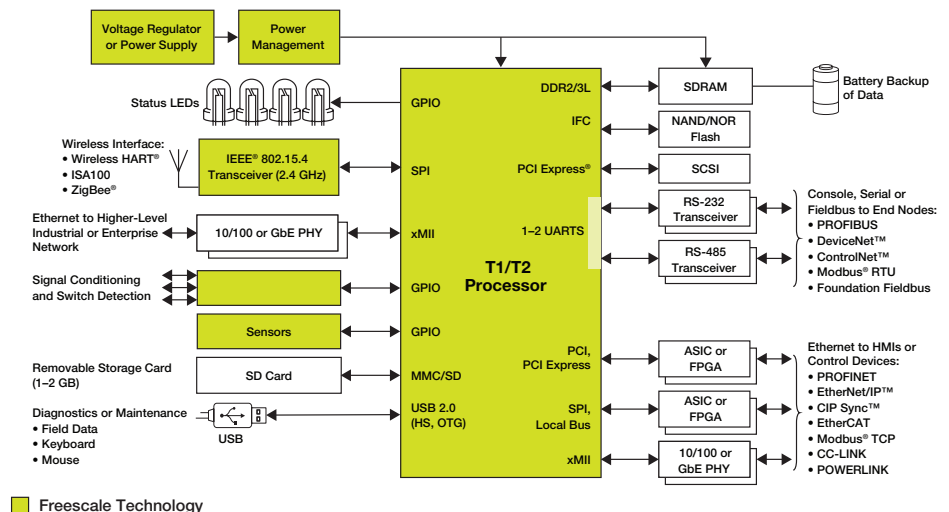 Voltage Regulator
or Power Supply
Power
Management
Status LEDs
GPIO
DDR2/3L
SDRAM
Battery Backup
of Data
IFC
NAND/NOR
Flash
Wireless Interface:
• Wireless HART®
• ISA100
• ZigBee®
IEEE® 802.15.4
Transceiver (2.4 GHz)
SPI
PCI Express®
SCSI
Ethernet to Higher-Level
Industrial or Enterprise
Network
10/100 or GbE PHY
xMII
1–2 UARTS
RS-232
Transceiver
RS-485
Transceiver
Console, Serial or
Fieldbus to End Nodes:
• PROFIBUS
• DeviceNet™
• ControlNet™
• Modbus® RTU
• Foundation Fieldbus
T1/T2
Processor
Signal Conditioning
and Switch Detection
GPIO
Sensors
GPIO
Removable Storage Card
(1–2 GB)
SD Card
MMC/SD
PCI,
PCI Express
ASIC or
FPGA
Diagnostics or Maintenance
• Field Data
• Keyboard
• Mouse
USB
USB 2.0
(HS, OTG)
SPI,
Local Bus
ASIC or
FPGA
xMII
10/100 or
GbE PHY
Ethernet to HMIs or
Control Devices:
• PROFINET
• EtherNet/IP™
• CIP Sync™
• EtherCAT
• Modbus® TCP
• CC-LINK
• POWERLINK
Freescale Technology